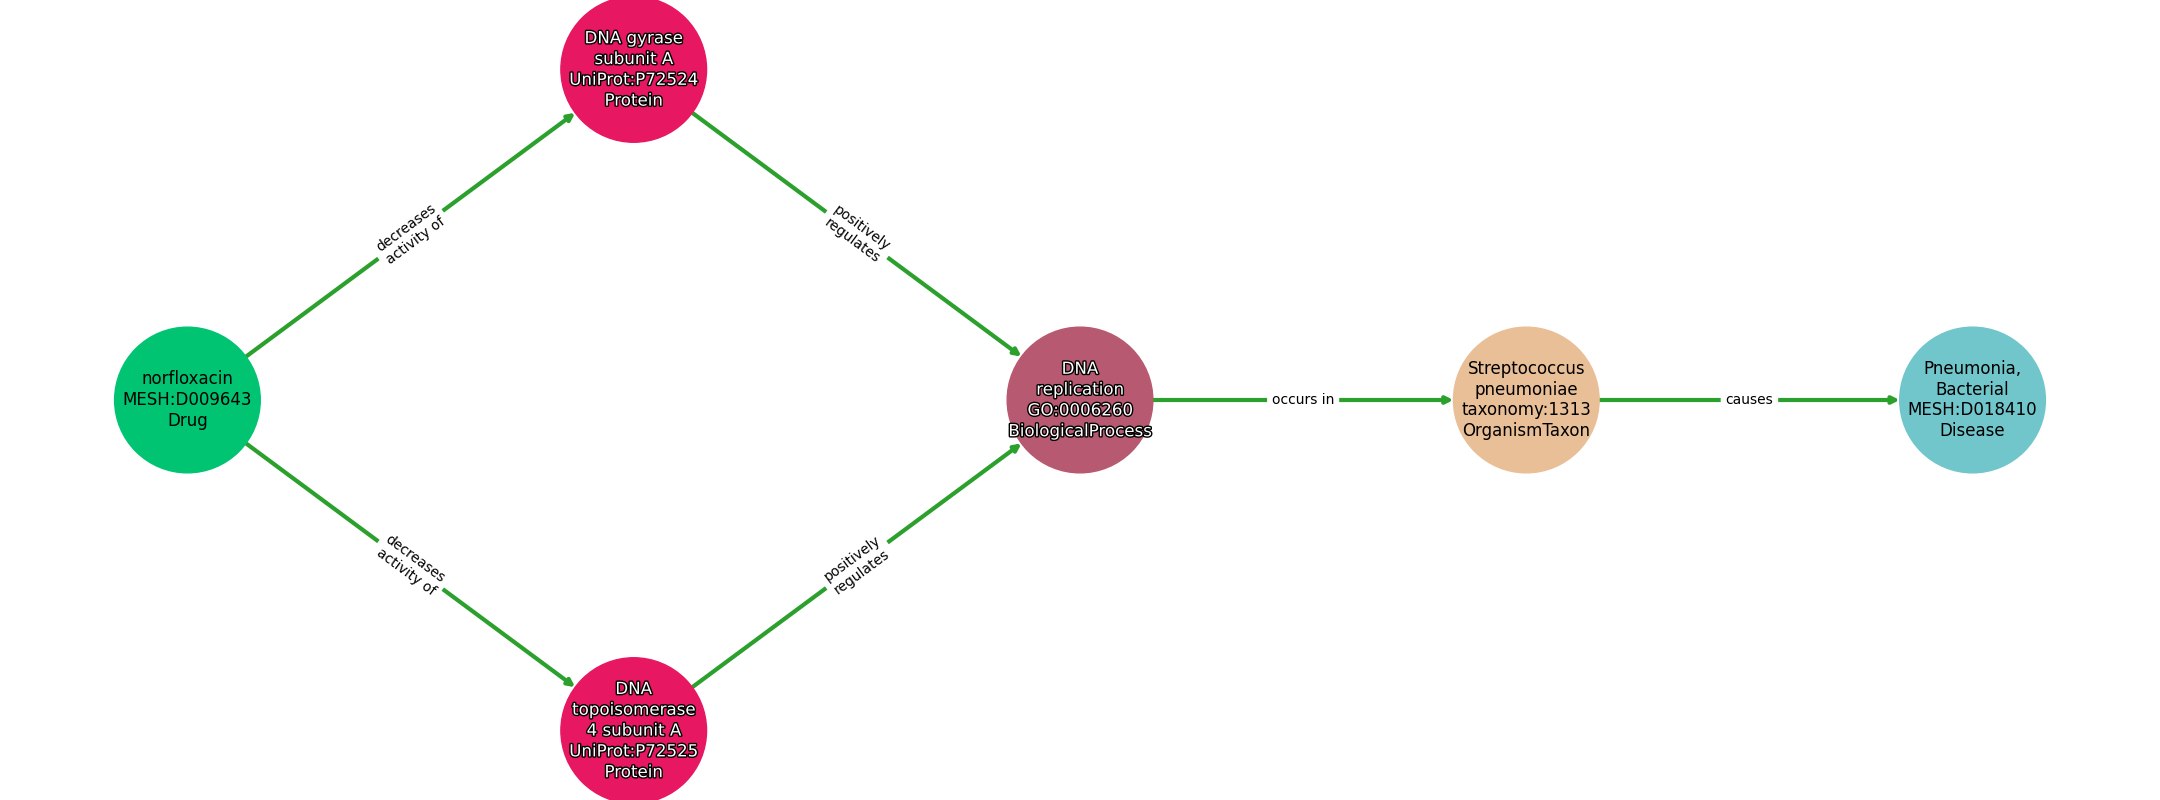 DNA gyrase
subunit A
UniProt:P72524
Protein
decreases
activity of
positively
regulates
norfloxacin
MESH:D009643
Drug
DNA
replication
GO:0006260
BiologicalProcess
occurs in
Streptococcus
pneumoniae
taxonomy:1313
OrganismTaxon
causes
Pneumonia,
Bacterial
MESH:D018410
Disease
decreases
activity of
positively
regulates
DNA
topoisomerase
4 subunit A
UniProt:P72525
Protein